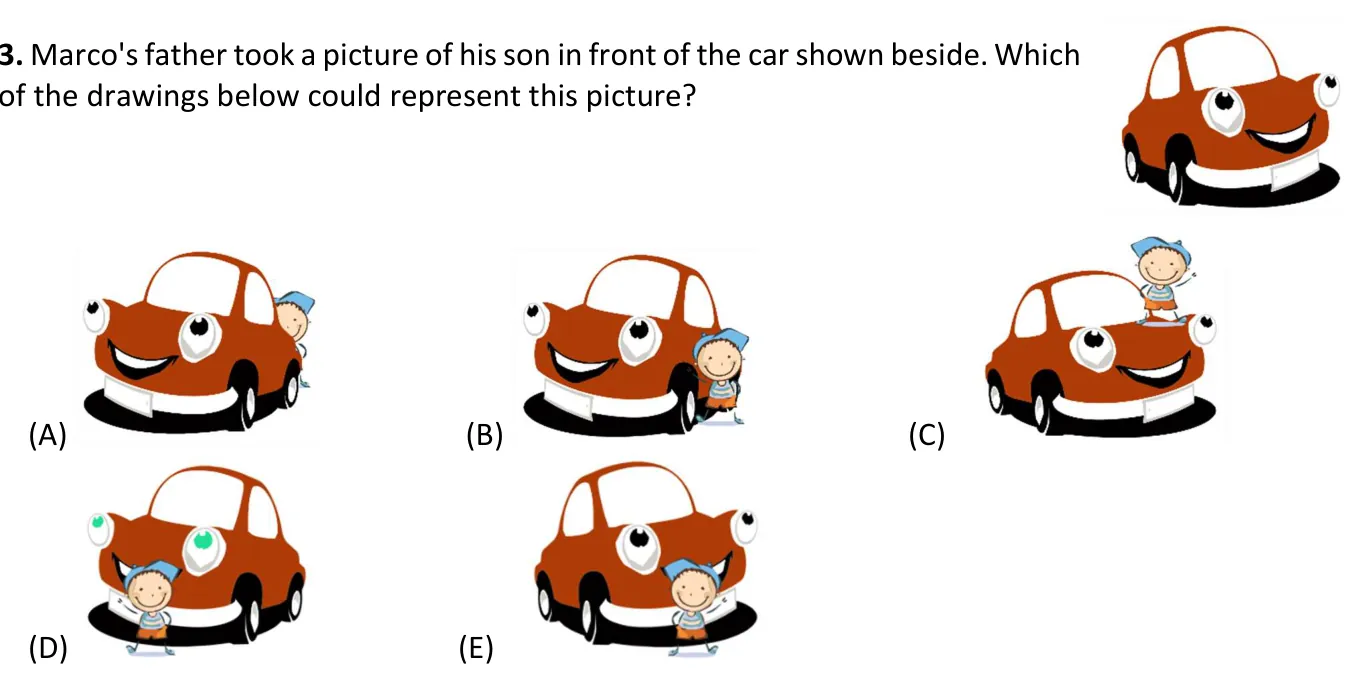 3. Marco's father took a picture of his son in front of the car shown beside. Which
of the drawings below could represent this picture?
(A)
(B)
(C)
(D)
(E)